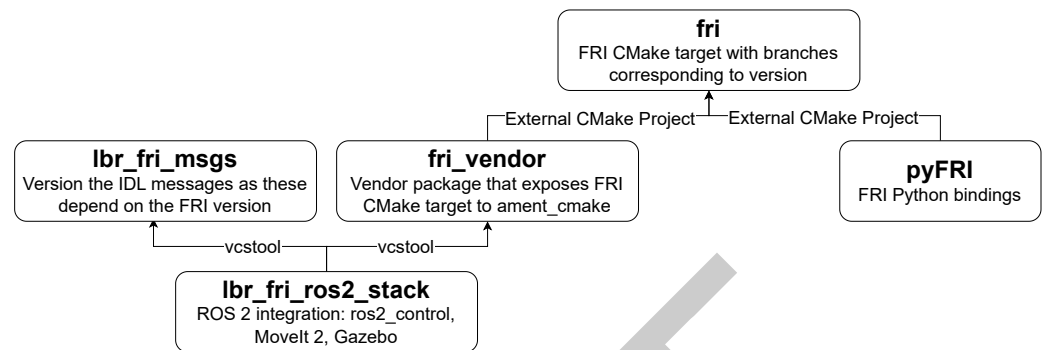 fri
FRI CMake target with branches
corresponding to version
External CMake Project
External CMake Project
lbr_fri_msgs
Version the IDL messages as these
depend on the FRI version
fri_vendor
Vendor package that exposes FRI
CMake target to ament_cmake
pyFRI
FRI Python bindings
vcstool
vcstool
lbr_fri_ros2_stack
ROS 2 integration: ros2_control,
MoveIt 2, Gazebo